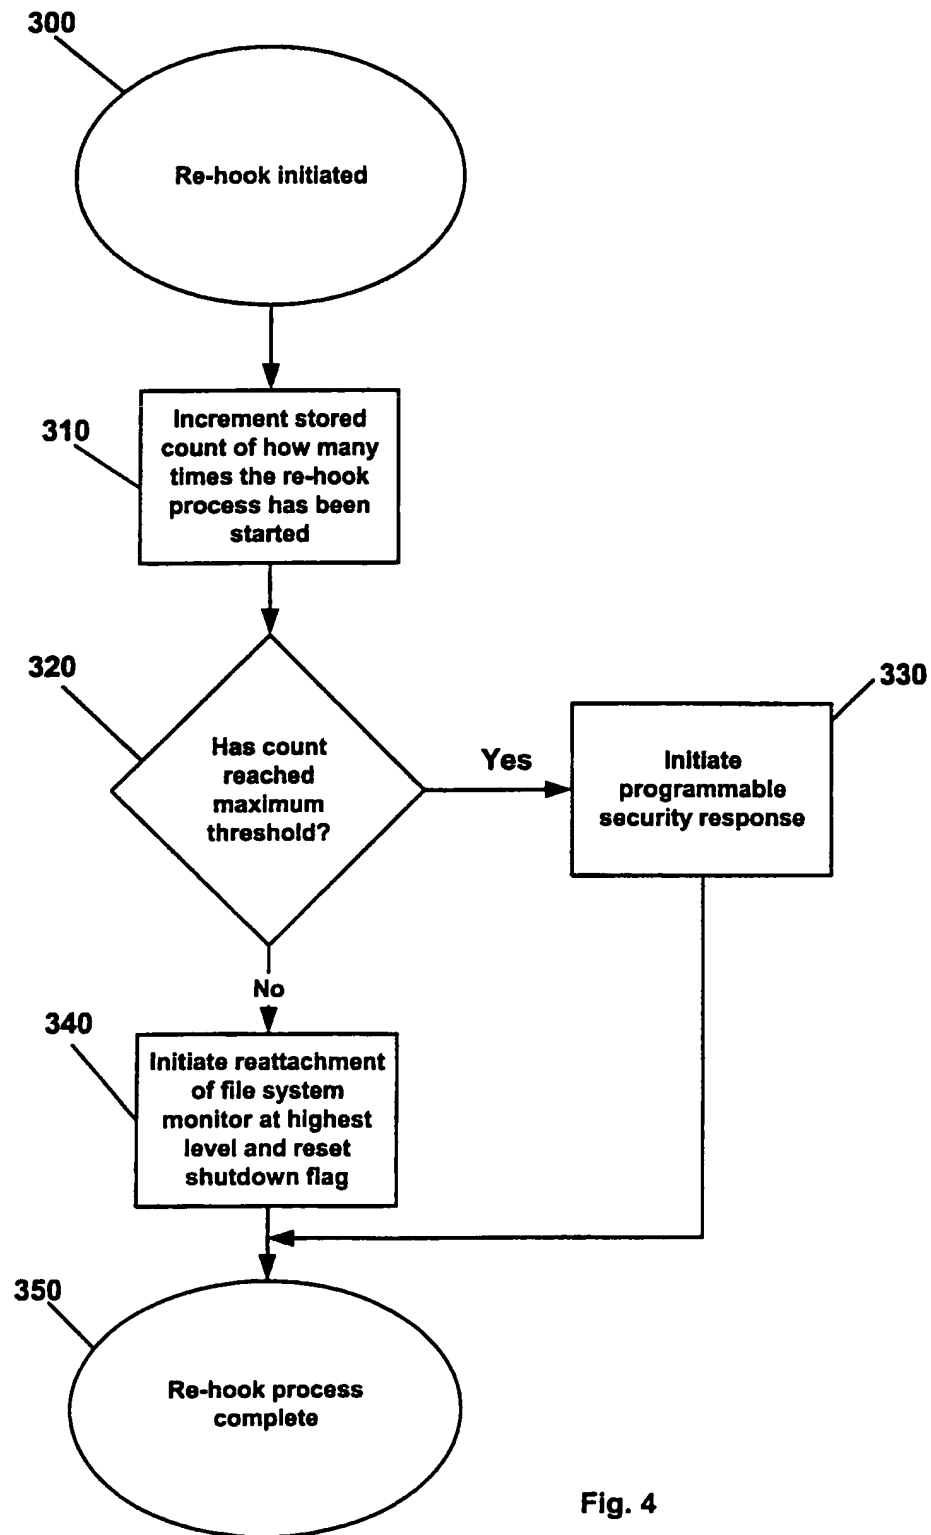 300
Re-hook initiated
310
Increment stored
count of how many
times the re-hook
process has been
started
320
Has count
reached
maximum
threshold?
Yes
330
Initiate
programmable
security response
No
340
Initiate reattachment
of file system
monitor at highest
level and reset
shutdown flag
350
Re-hook process
complete
Fig. 4